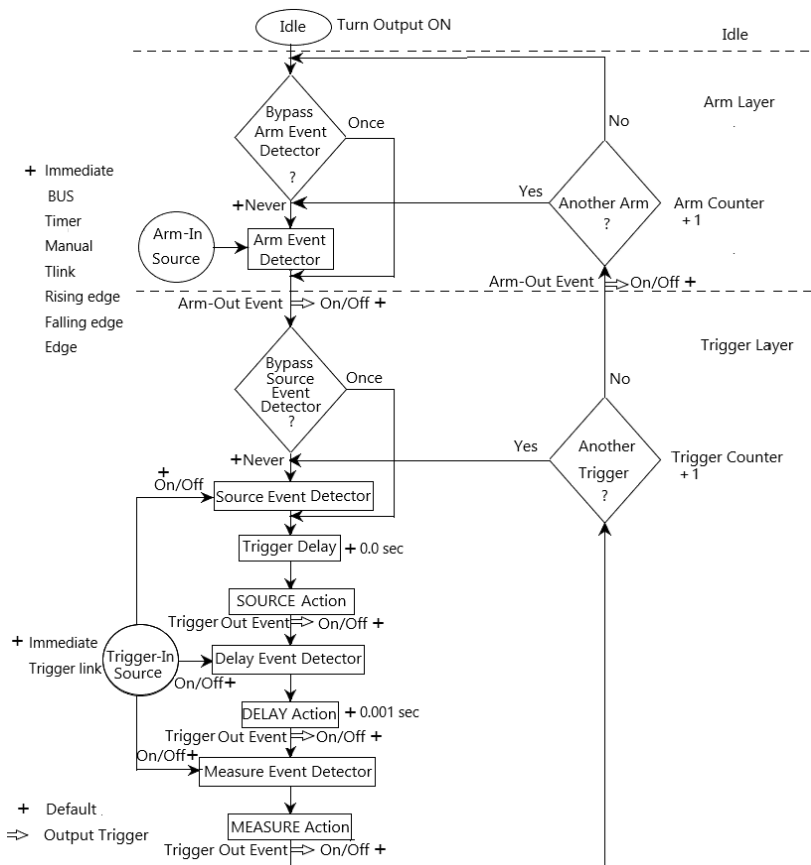 Idle
Turn Output ON
Idle
Bypass
Arm Event
Detector
?
Once
No
Arm Layer
+ Immediate
BUS
Timer
Manual
Tlink
Rising edge
Falling edge
Edge
+Never
Yes
Another Arm
?
Arm Counter
+ 1
Arm-In
Source
Arm Event
Detector
Arm-Out Event
On/Off +
Arm-Out Event
On/Off +
Trigger Layer
Bypass
Source
Event
Detector
?
Once
No
+Never
Yes
Another
Trigger
?
Trigger Counter
+ 1
+
On/Off
Source Event Detector
Trigger Delay
+ 0.0 sec
SOURCE Action
Trigger Out Event
On/Off +
+ Immediate
Trigger link
Trigger-In
Source
On/Off+
Delay Event Detector
DELAY Action
+ 0.001 sec
Trigger Out Event
On/Off +
On/Off+
Measure Event Detector
+ Default
Output Trigger
MEASURE Action
Trigger Out Event
On/Off +